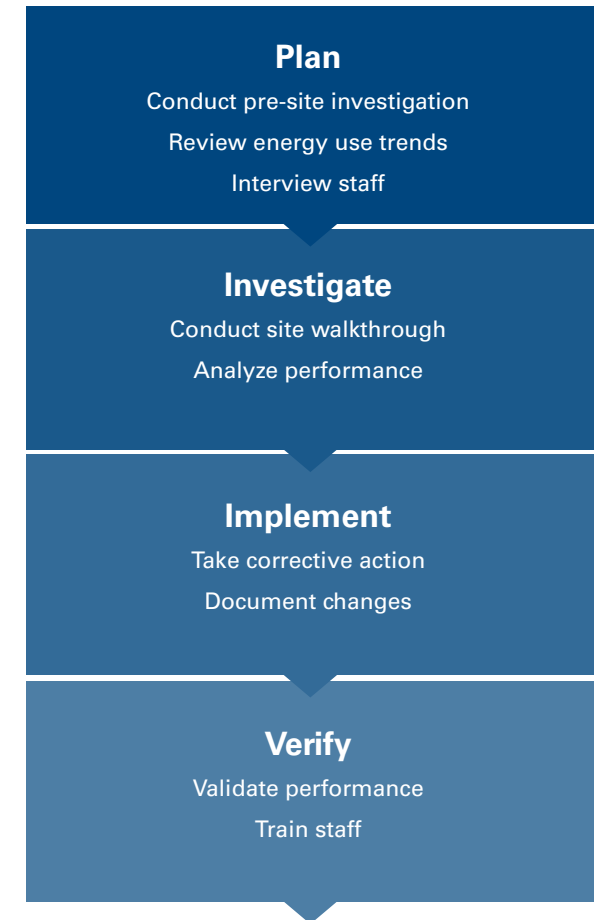 Plan
Conduct pre-site investigation
Review energy use trends
Interview staff
Investigate
Conduct site walkthrough
Analyze performance
Implement
Take corrective action
Document changes
Verify
Validate performance
Train staff